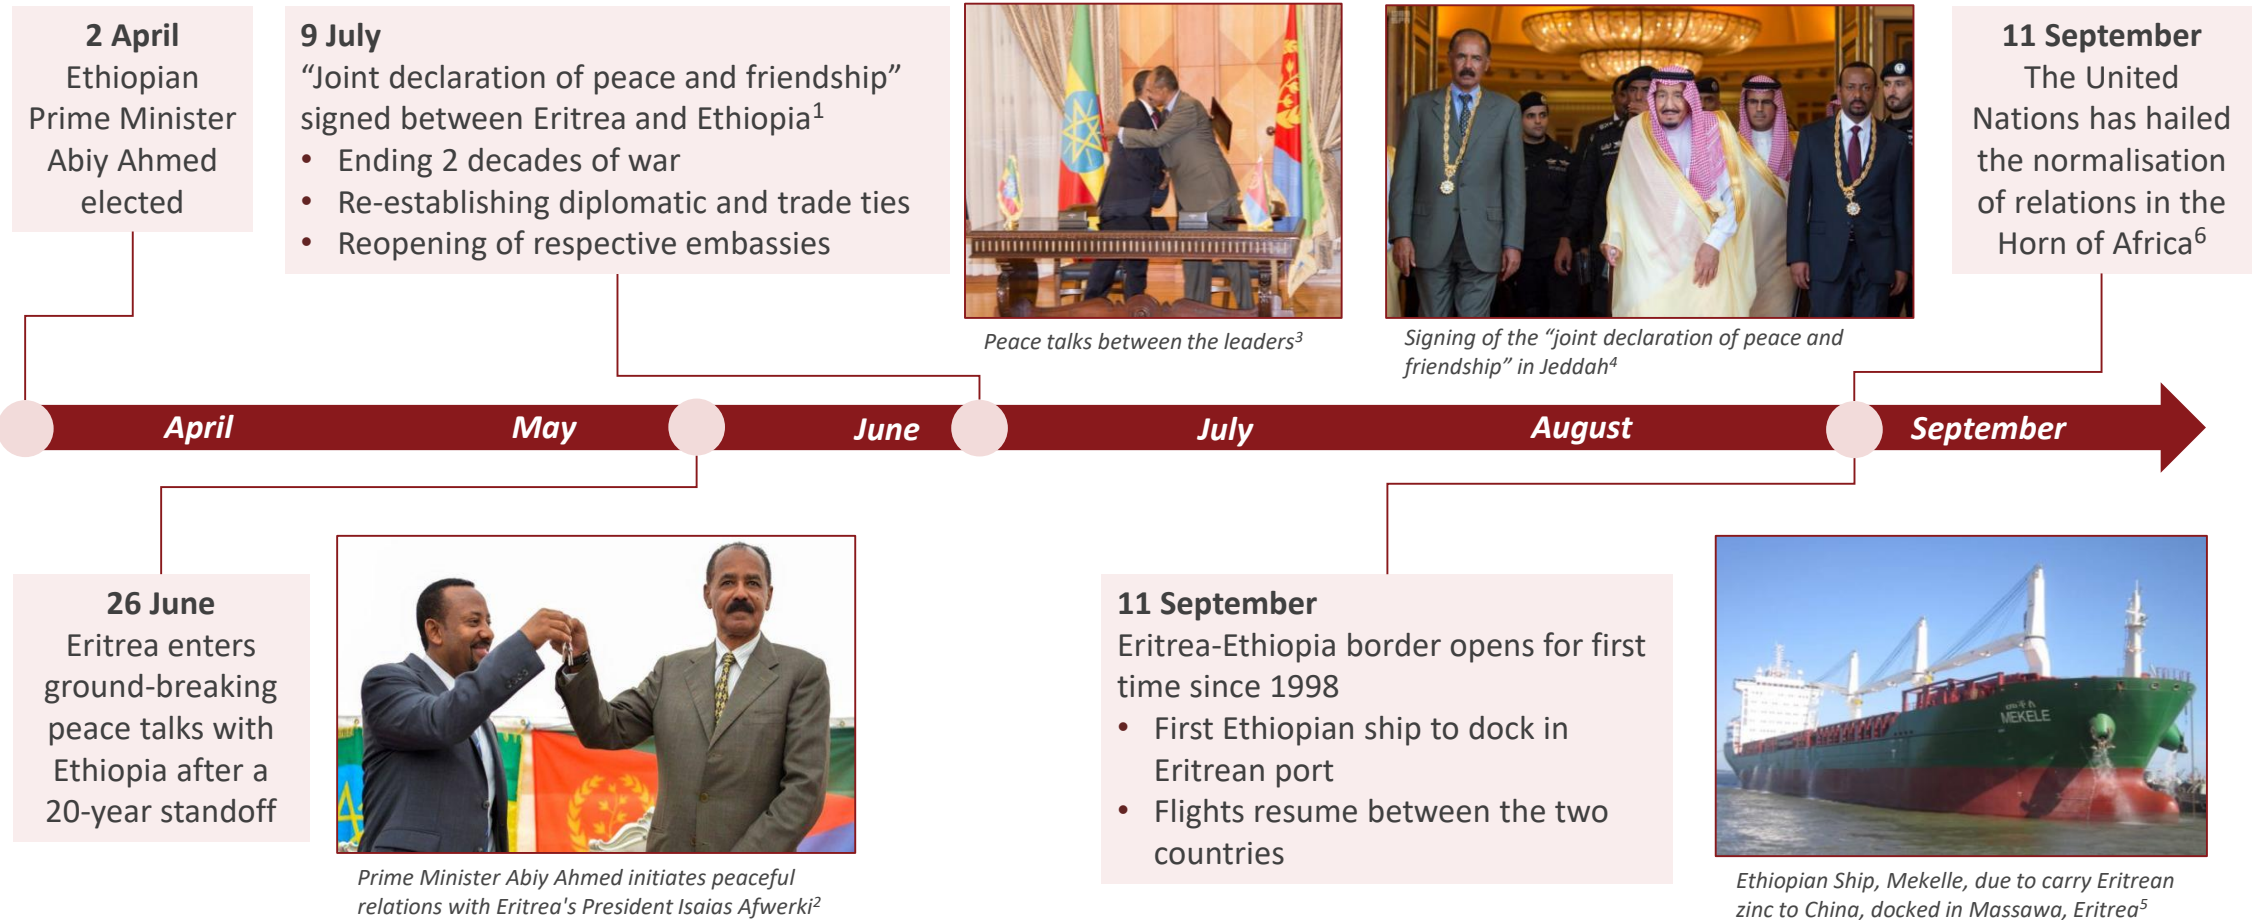 2 April
Ethiopian
Prime Minister
Abiy Ahmed
elected
9 July
“Joint declaration of peace and friendship”
signed between Eritrea and Ethiopia1
• Ending 2 decades of war
• Re-establishing diplomatic and trade ties
• Reopening of respective embassies
Peace talks between the leaders3
Signing of the “joint declaration of peace and
friendship” in Jeddah4
11 September
The United
Nations has hailed
the normalisation
of relations in the
Horn of Africa6
April May June July August September
26 June
Eritrea enters
ground-breaking
peace talks with
Ethiopia after a
20-year standoff
Prime Minister Abiy Ahmed initiates peaceful
relations with Eritrea's President Isaias Afwerki2
11 September
Eritrea-Ethiopia border opens for first
time since 1998
• First Ethiopian ship to dock in
Eritrean port
• Flights resume between the two
countries
MEKELE
Ethiopian Ship, Mekelle, due to carry Eritrean
zinc to China, docked in Massawa, Eritrea5